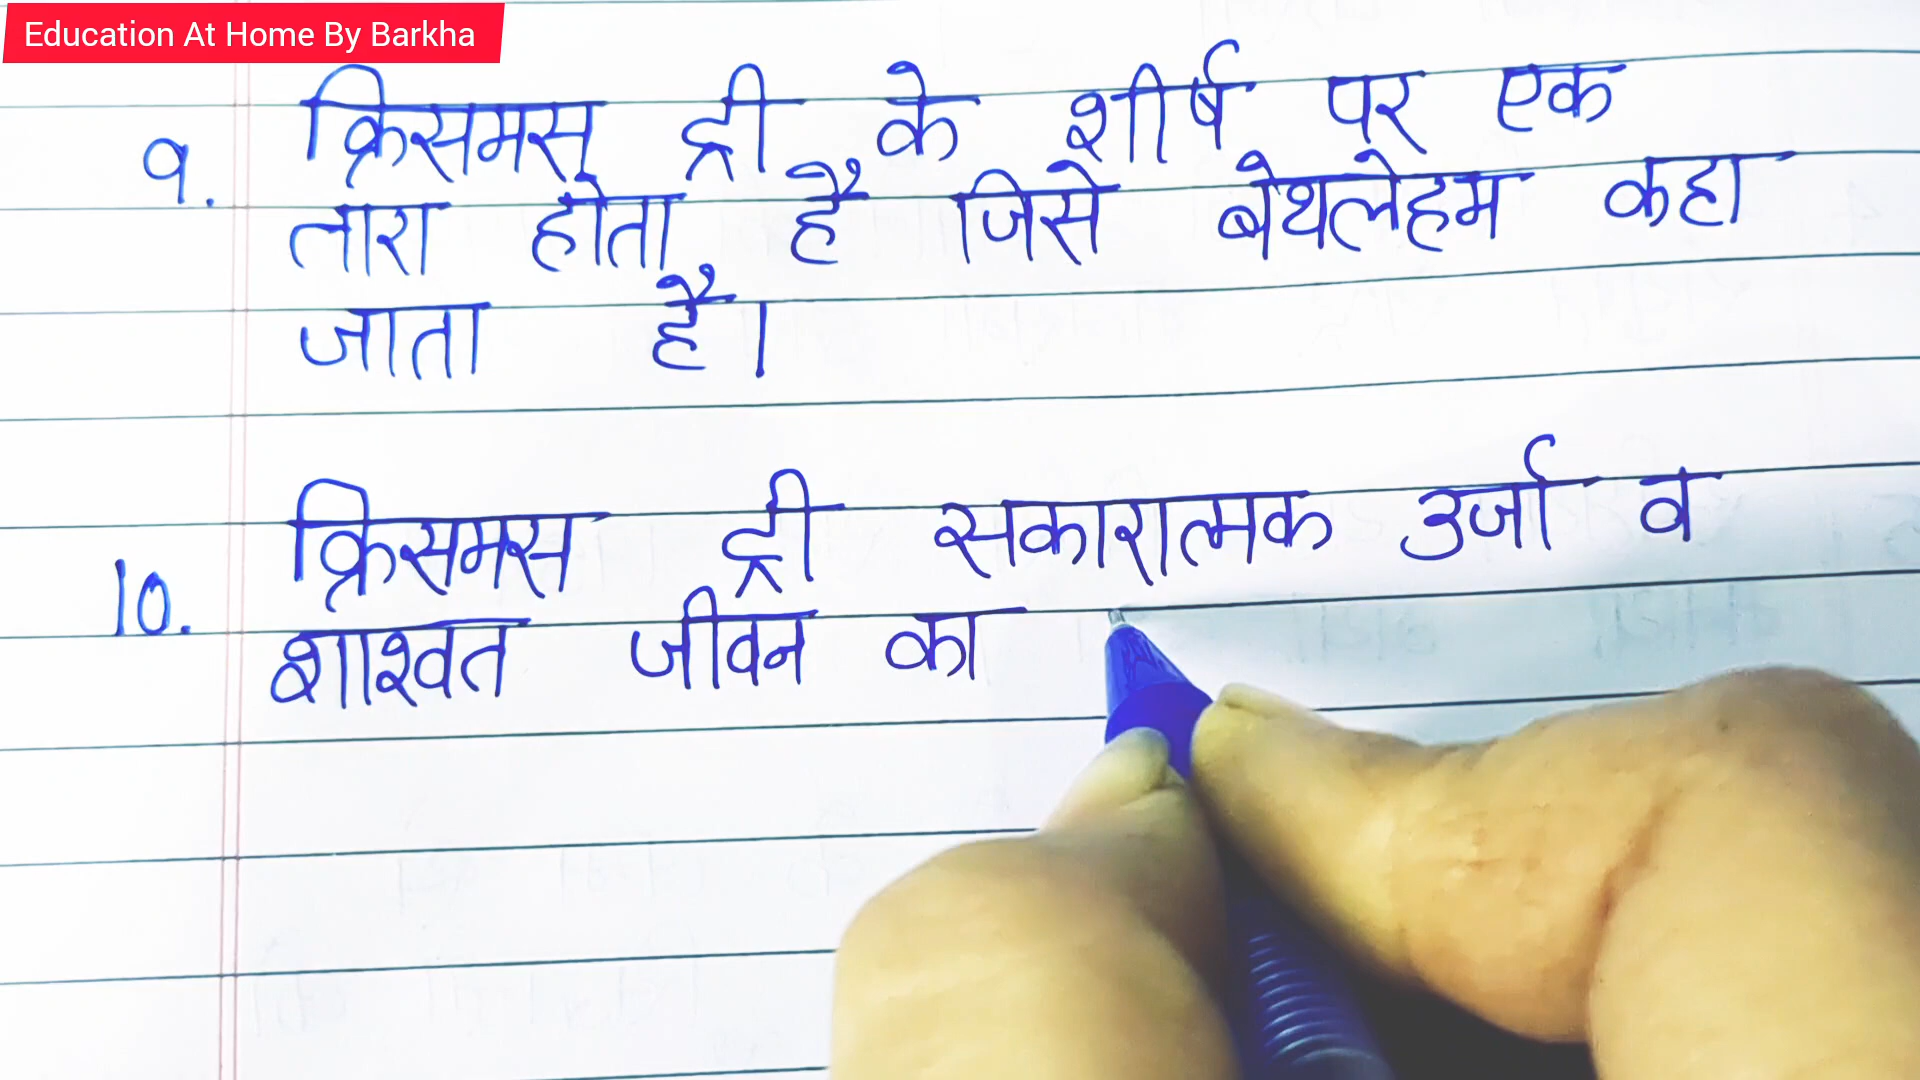 Education At Home By Barkha
9. क्रिसमस ट्री के शीर्ष पर एक
तारा होता है जिसे बेथलेहम कहा
जाता है।
10. क्रिसमस ट्री सकारात्मक उर्जा व
शाश्वत जीवन का